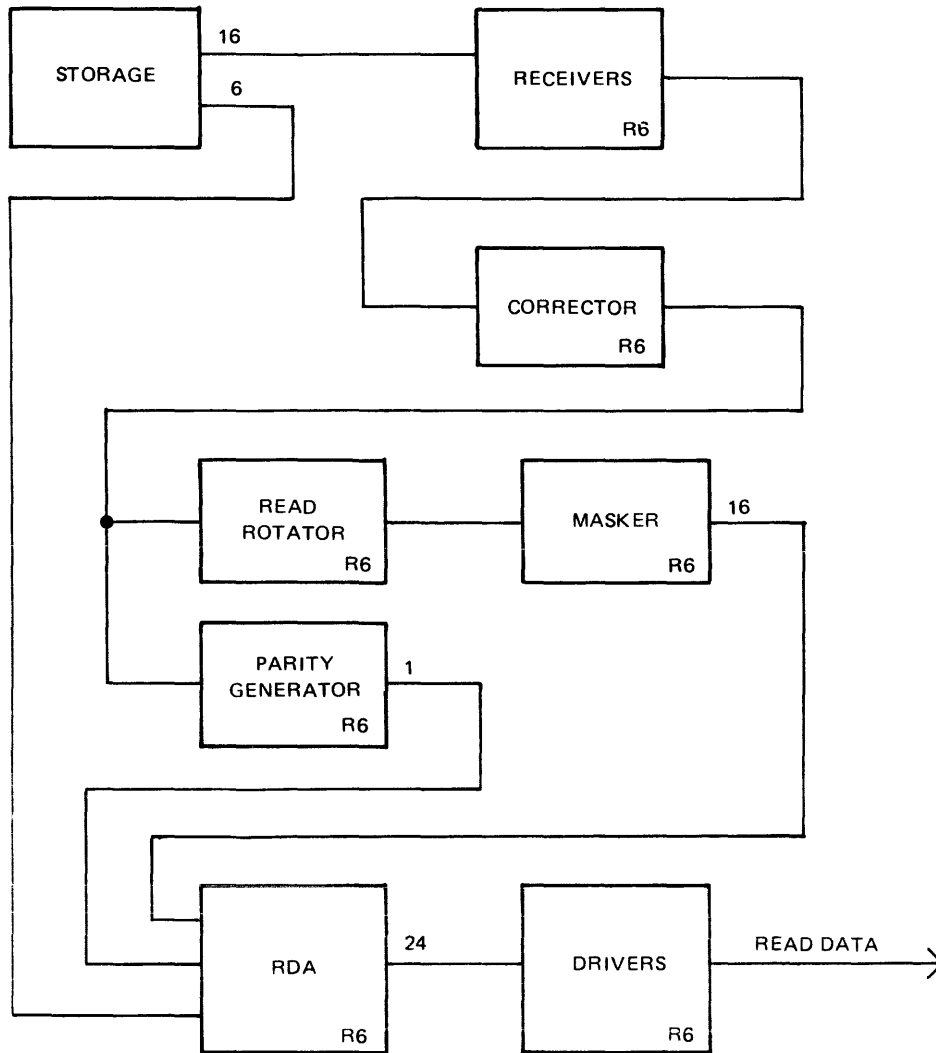 16
STORAGE
6
RECEIVERS
R6
CORRECTOR
R6
READ
ROTATOR
R6
MASKER
R6
16
PARITY
GENERATOR
R6
1
RDA
R6
24
DRIVERS
R6
READ DATA